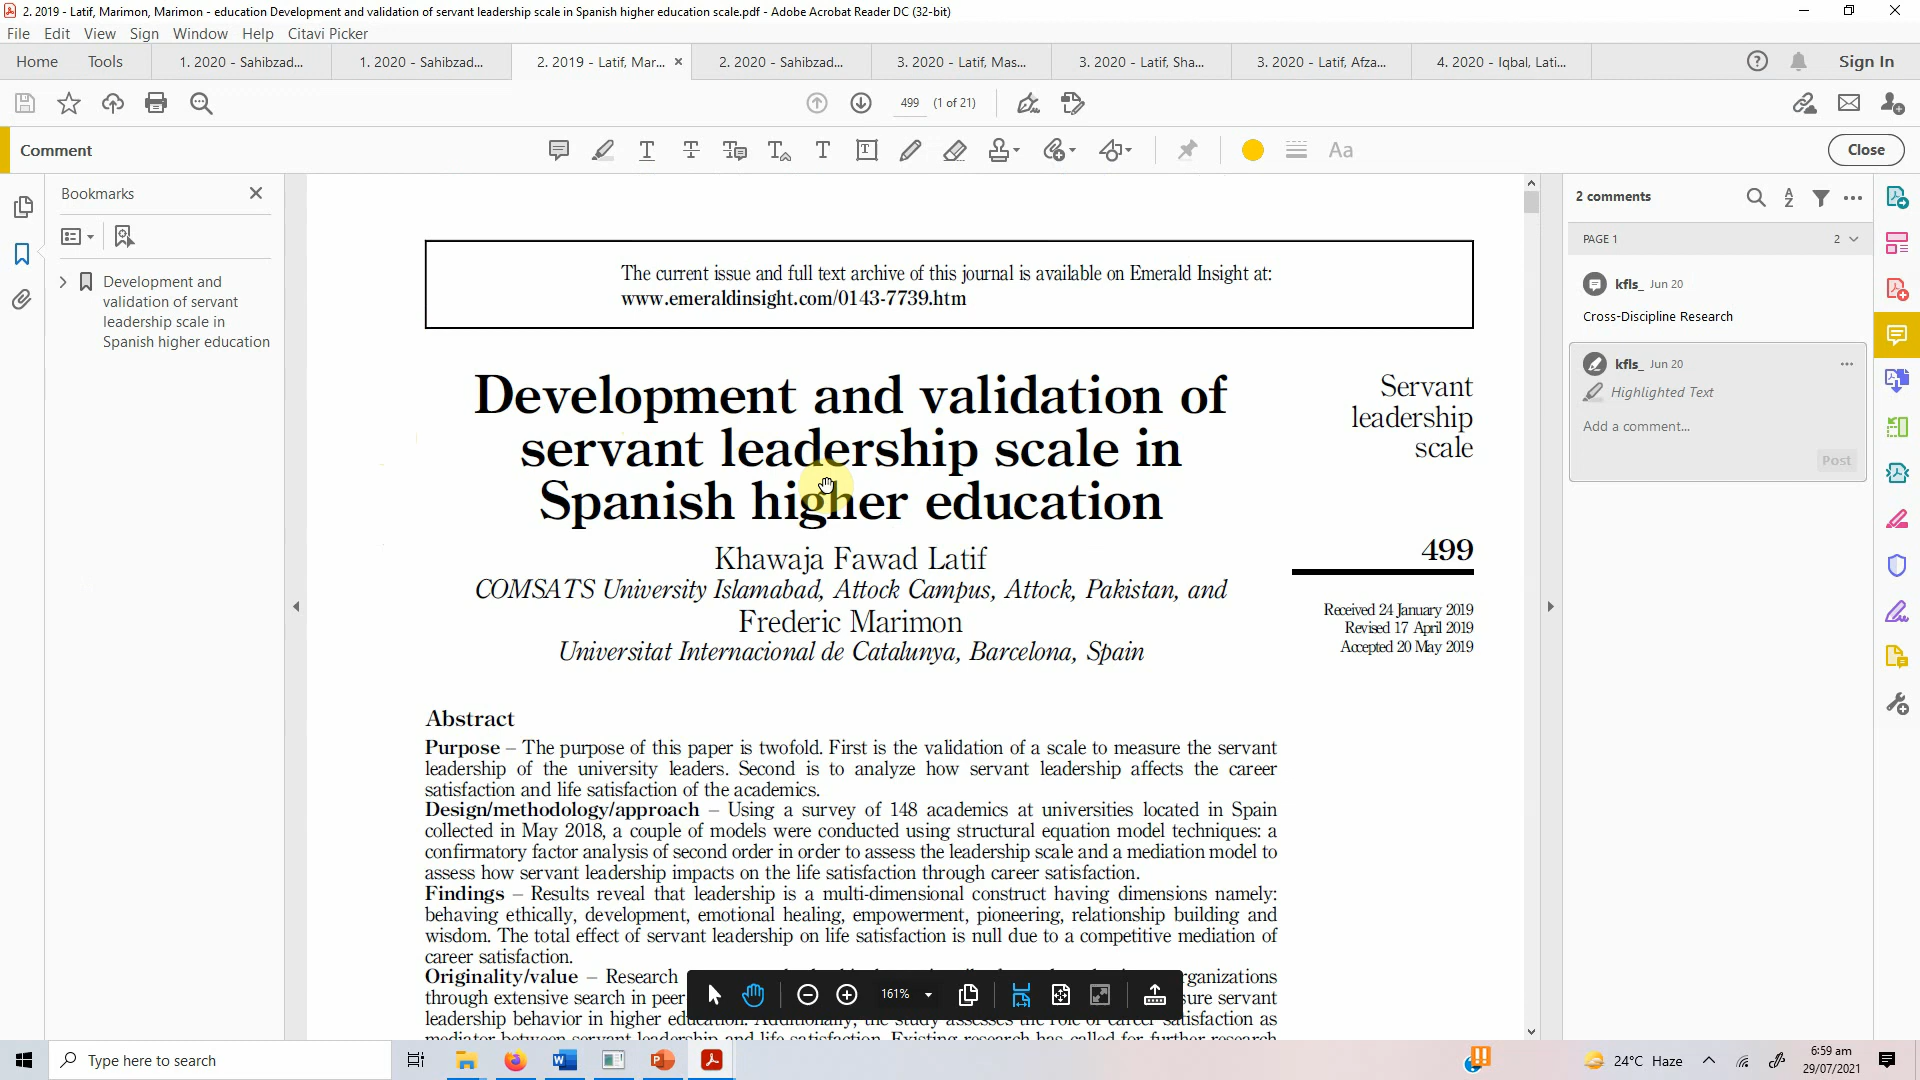 2. 2019 - Latif, Marimon, Marimon - education Development and validation of servant leadership scale in Spanish higher education scale.pdf - Adobe Acrobat Reader DC (32-bit)
File Edit View Sign Window Help Citavi Picker
Home Tools 1. 2020 - Sahibzad... 1. 2020 - Sahibzad... 2. 2019 - Latif, Mar... 2. 2020 - Sahibzad... 3. 2020 - Latif, Mas... 3. 2020 - Latif, Sha... 3. 2020 - Latif, Afza... 4. 2020 - Iqbal, Lati... Sign In
499 (1 of 21)
Comment Close
Bookmarks
Development and
validation of servant
leadership scale in
Spanish higher education
The current issue and full text archive of this journal is available on Emerald Insight at:
www.emeraldinsight.com/0143-7739.htm
Development and validation of
servant leadership scale in
Spanish higher education
Khawaja Fawad Latif
COMSATS University Islamabad, Attock Campus, Attock, Pakistan, and
Frederic Marimon
Universitat Internacional de Catalunya, Barcelona, Spain
Servant
leadership
scale
499
Received 24 January 2019
Revised 17 April 2019
Accepted 20 May 2019
Abstract
Purpose – The purpose of this paper is twofold. First is the validation of a scale to measure the servant
leadership of the university leaders. Second is to analyze how servant leadership affects the career
satisfaction and life satisfaction of the academics.
Design/methodology/approach – Using a survey of 148 academics at universities located in Spain
collected in May 2018, a couple of models were conducted using structural equation model techniques: a
confirmatory factor analysis of second order in order to assess the leadership scale and a mediation model to
assess how servant leadership impacts on the life satisfaction through career satisfaction.
Findings – Results reveal that leadership is a multi-dimensional construct having dimensions namely:
behaving ethically, development, emotional healing, empowerment, pioneering, relationship building and
wisdom. The total effect of servant leadership on life satisfaction is null due to a competitive mediation of
career satisfaction.
Originality/value – Research
through extensive search in peer
leadership behavior in higher
2 comments
PAGE 1 2
kfls_ Jun 20
Cross-Discipline Research
kfls_ Jun 20
Highlighted Text
Add a comment...
Post
161%
Type here to search
24°C Haze
6:59 am
29/07/2021